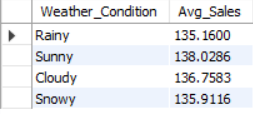 Weather_Condition Avg_Sales
Rainy 135.1600
Sunny 138.0286
Cloudy 136.7583
Snowy 135.9116